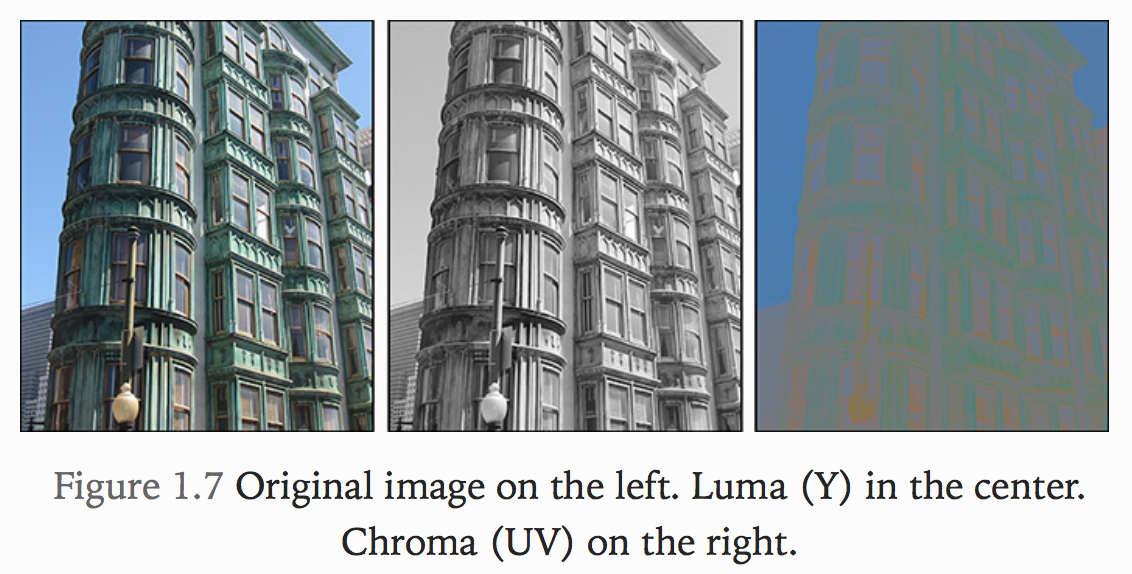 Figure 1.7 Original image on the left. Luma (Y) in the center.
Chroma (UV) on the right.